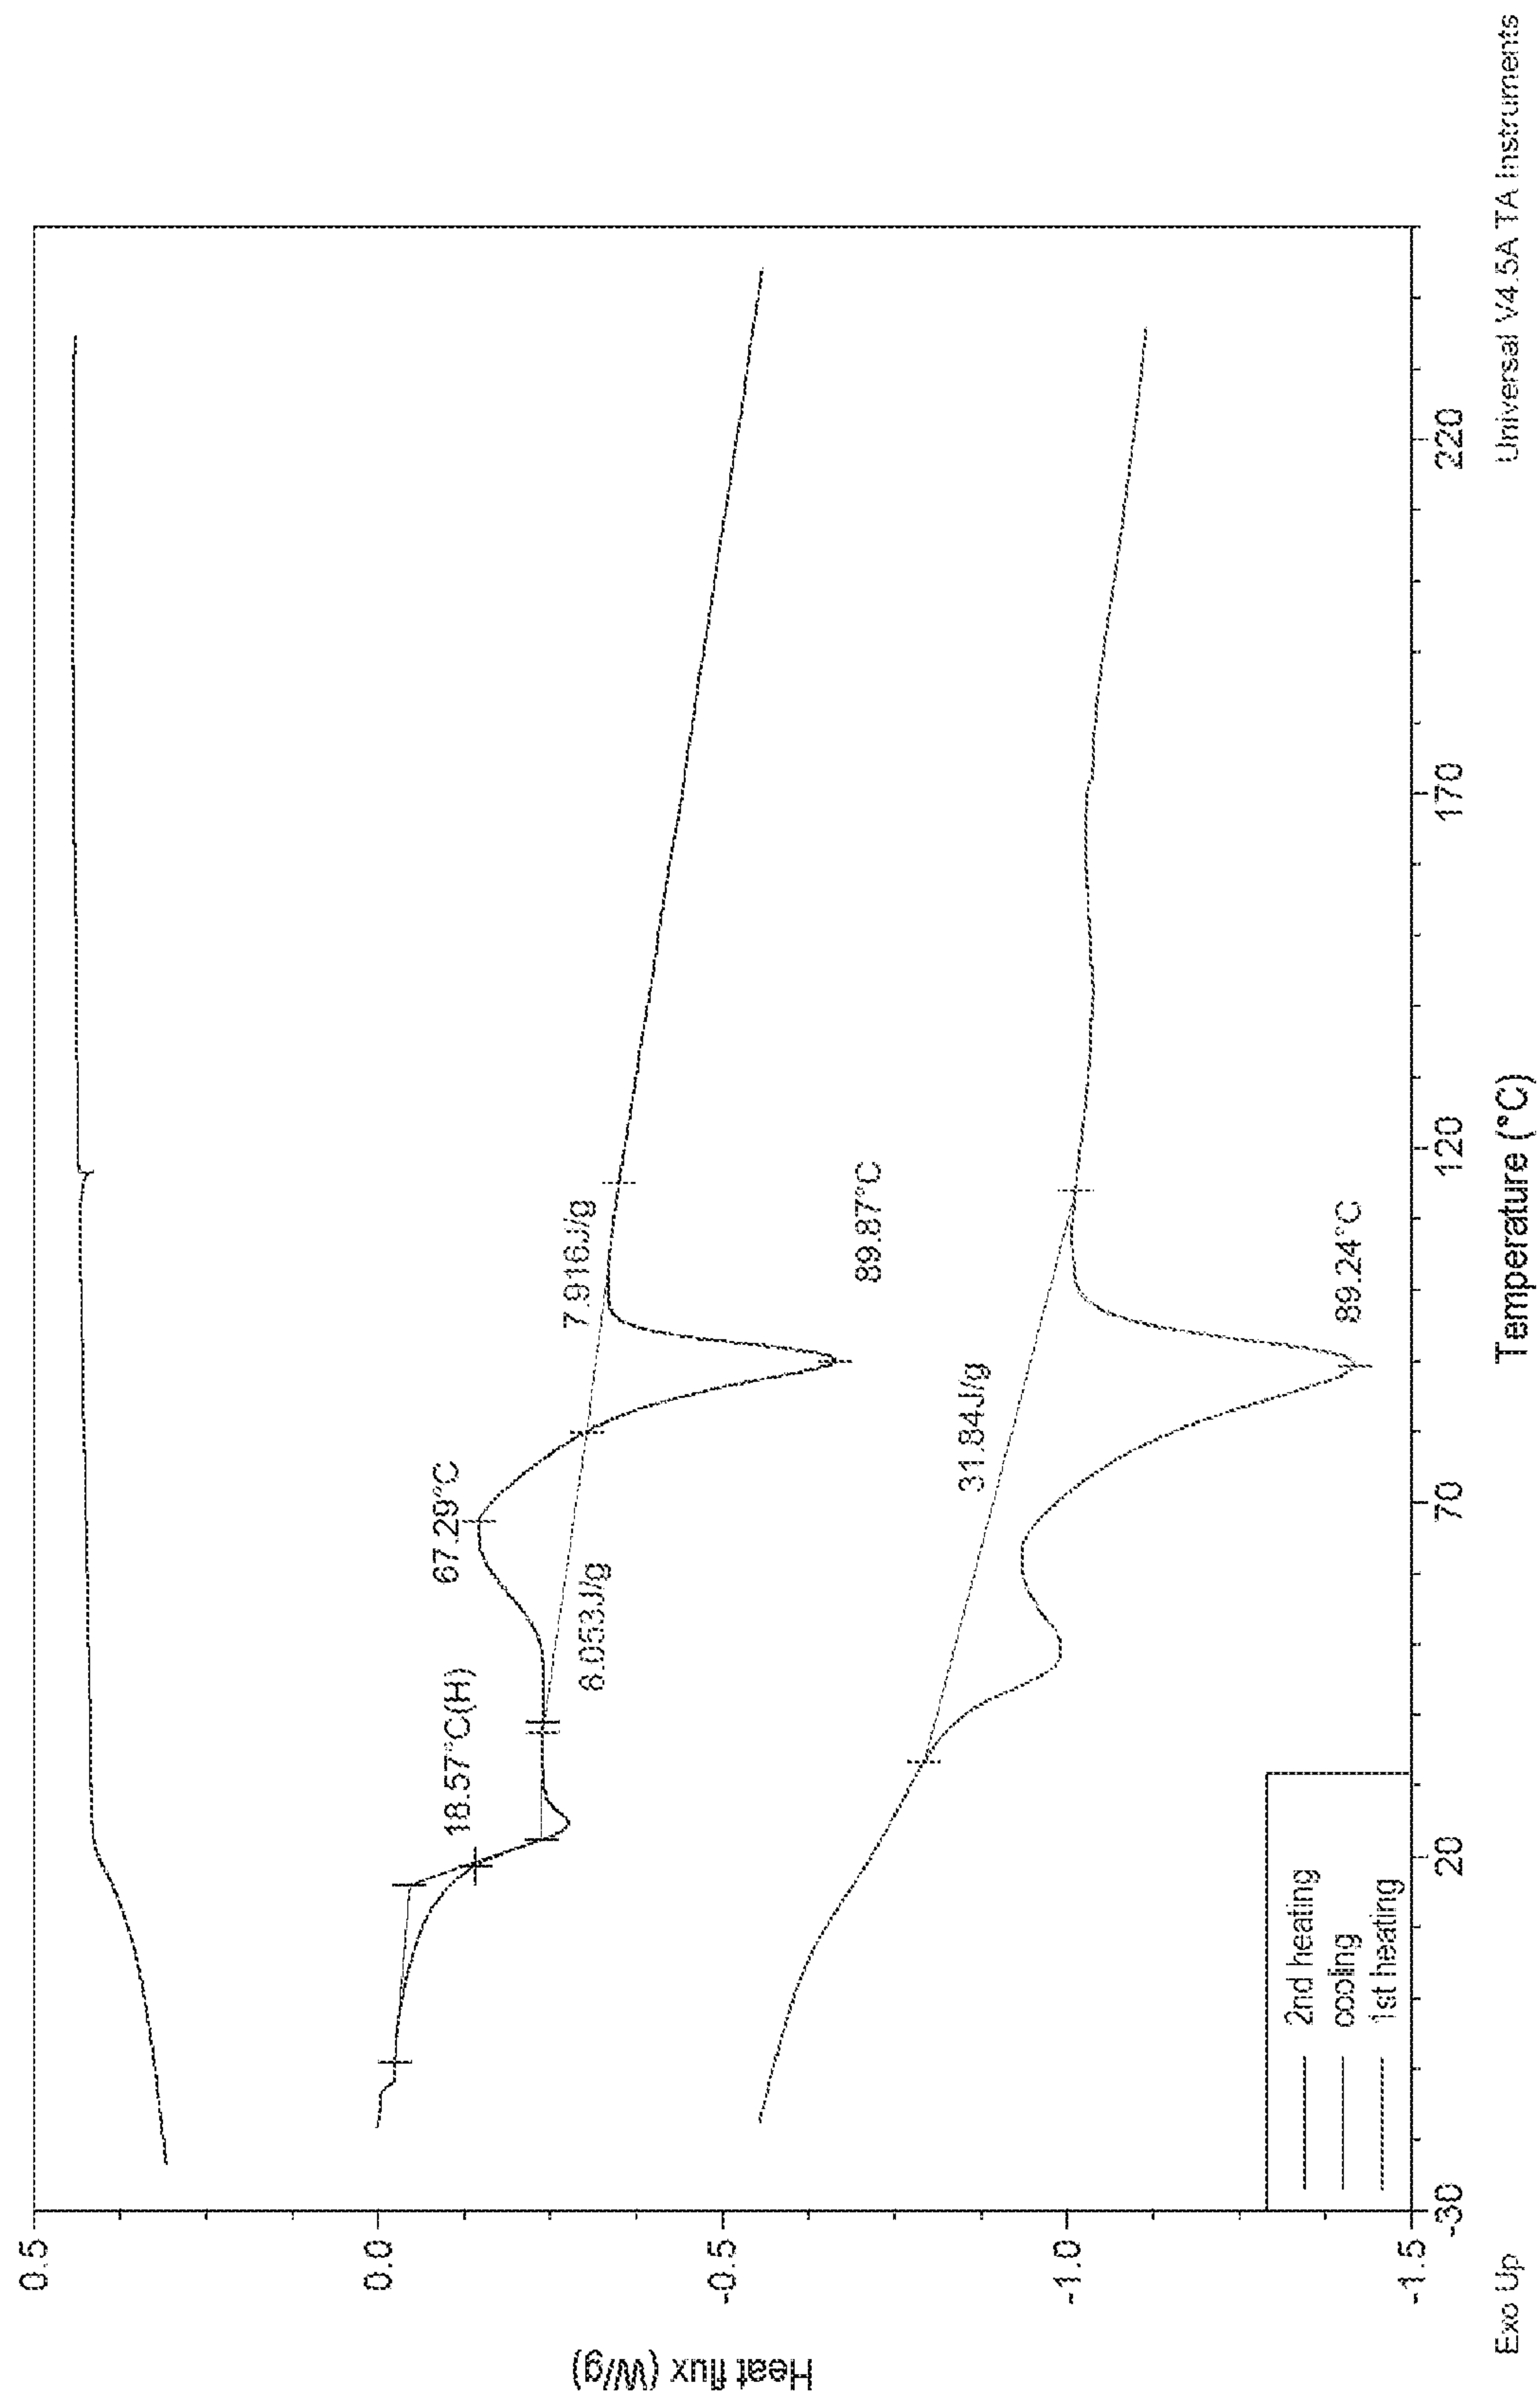 Heat flux (W/g)
0.5
0.0
-0.5
-1.0
-1.5
18.57°C(H)
67.29°C
8.053J/g
7.916J/g
89.87°C
31.84J/g
89.24°C
2nd heating
cooling
1st heating
-30
20
70
120
170
220
Exo Up
Temperature (°C)
Universal V4.5A TA Instruments